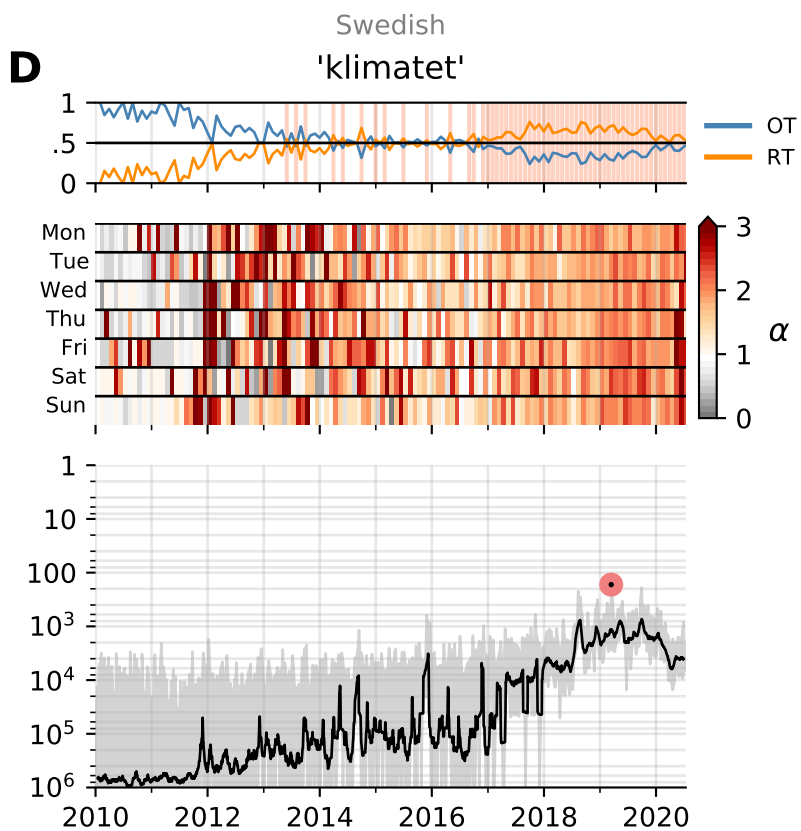 Swedish
D
'klimatet'
1
.5
0
OT
RT
Mon
Tue
Wed
Thu
Fri
Sat
Sun
3
2
1
0
α
1
10
100
10³
10⁴
10⁵
10⁶
2010 2012 2014 2016 2018 2020